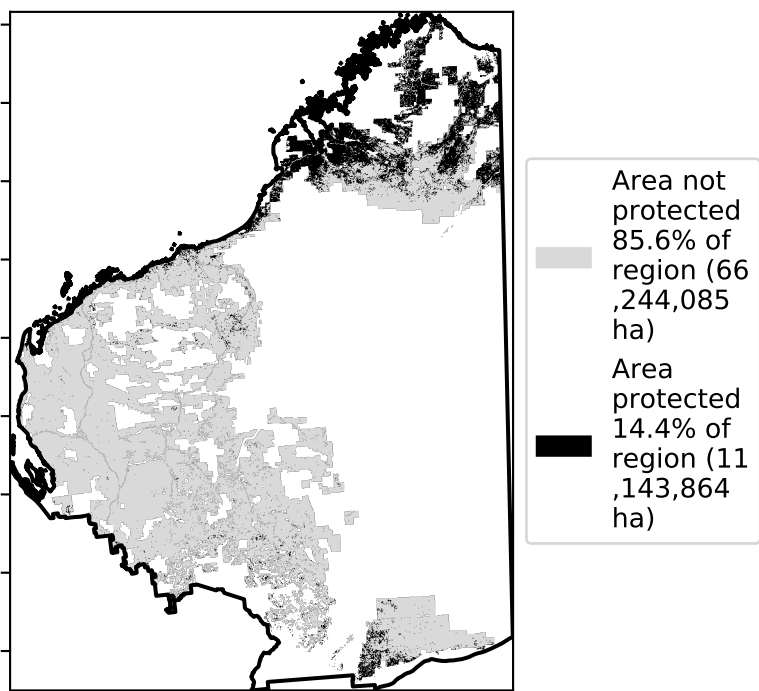 Area not
protected
85.6% of
region (66
,244,085
ha)
Area
protected
14.4% of
region (11
,143,864
ha)